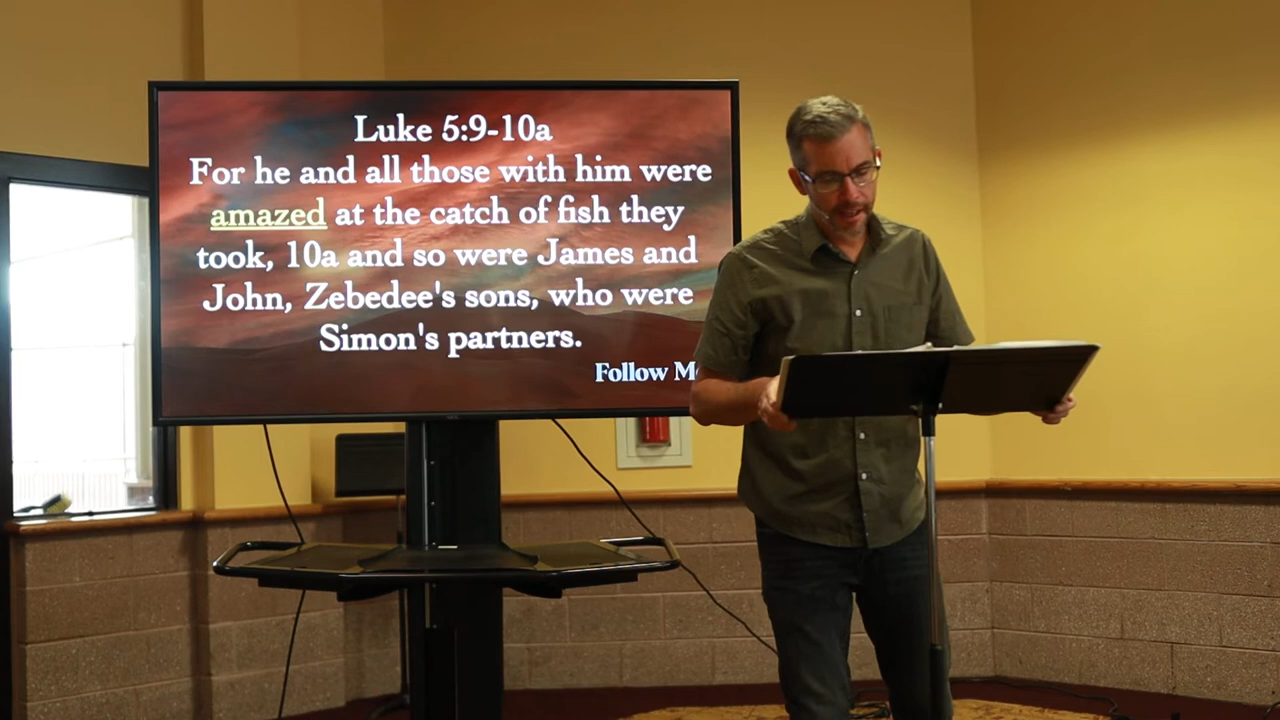 Luke 5:9-10a
For he and all those with him were
amazed at the catch of fish they
took, 10a and so were James and
John, Zebedee's sons, who were
Simon's partners.
Follow